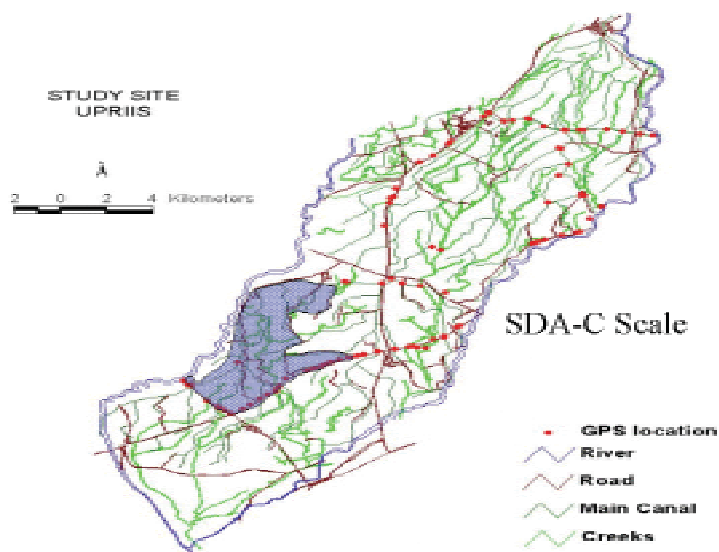 STUDY SITE
UPRIIS
2 0 2 4 Kilometers
SDA-C Scale
GPS location
River
Road
Main Canal
Creeks